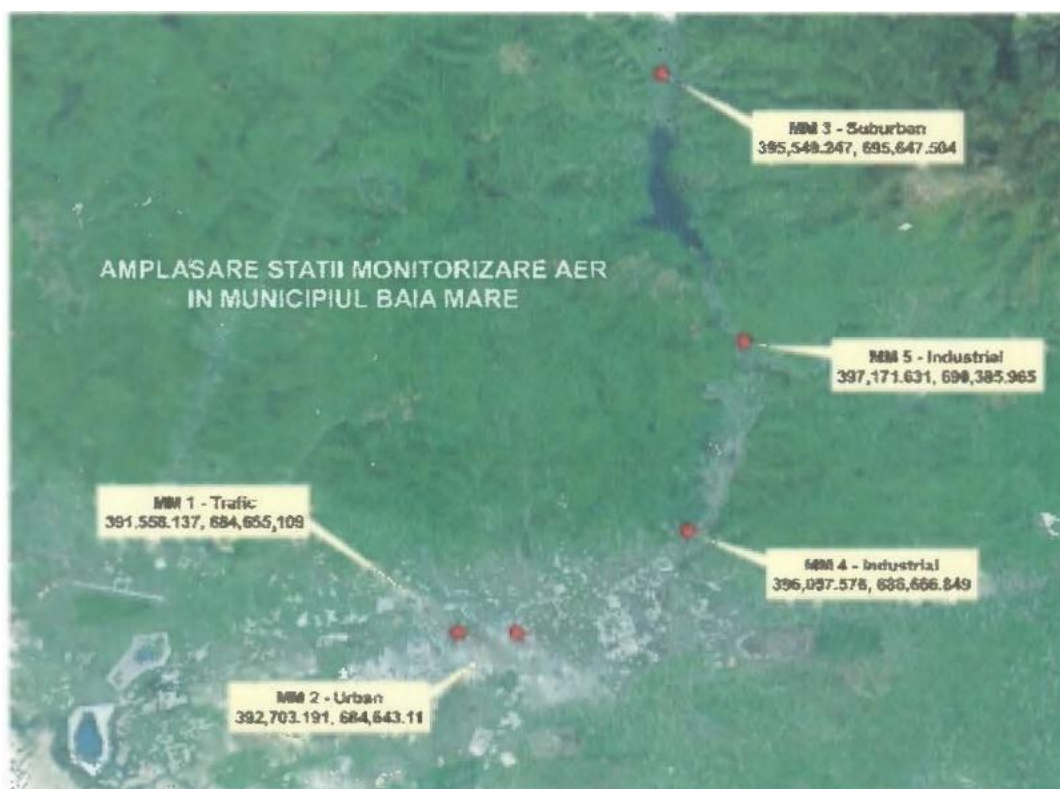 MM 3 - Suburban
395,549.247, 695,647.504
AMPLASARE STATII MONITORIZARE AER
IN MUNICIPIUL BAIA MARE
MM 5 - Industrial
397,171.631, 690,385.965
MM 1 - Trafic
391,558.137, 684,655,109
MM 4 - Industrial
396,097.576, 686,666.849
MM 2 - Urban
392,703.191, 684,643.11